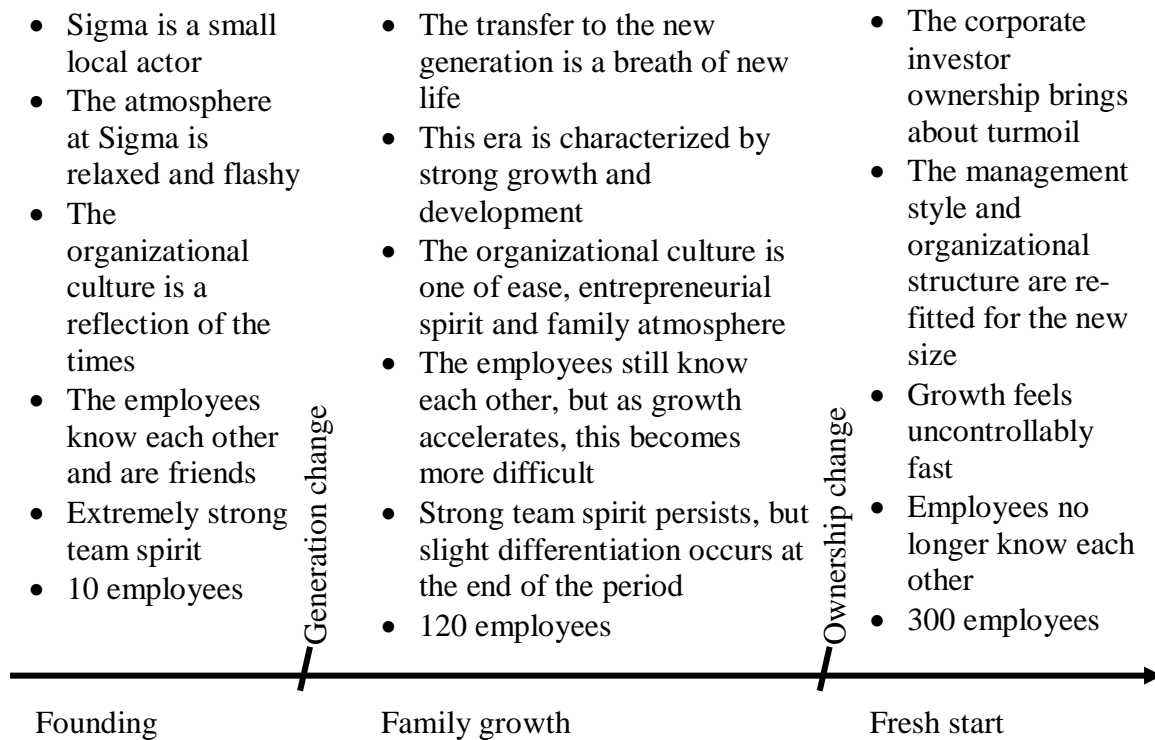 • Sigma is a small
local actor
• The atmosphere
at Sigma is
relaxed and flashy
• The
organizational
culture is a
reflection of the
times
• The employees
know each other
and are friends
• Extremely strong
team spirit
• 10 employees
Generation change
• The transfer to the new
generation is a breath of new
life
• This era is characterized by
strong growth and
development
• The organizational culture is
one of ease, entrepreneurial
spirit and family atmosphere
• The employees still know
each other, but as growth
accelerates, this becomes
more difficult
• Strong team spirit persists, but
slight differentiation occurs at
the end of the period
• 120 employees
Ownership change
• The corporate
investor
ownership brings
about turmoil
• The management
style and
organizational
structure are re-
fitted for the new
size
• Growth feels
uncontrollably
fast
• Employees no
longer know each
other
• 300 employees
Founding
Family growth
Fresh start